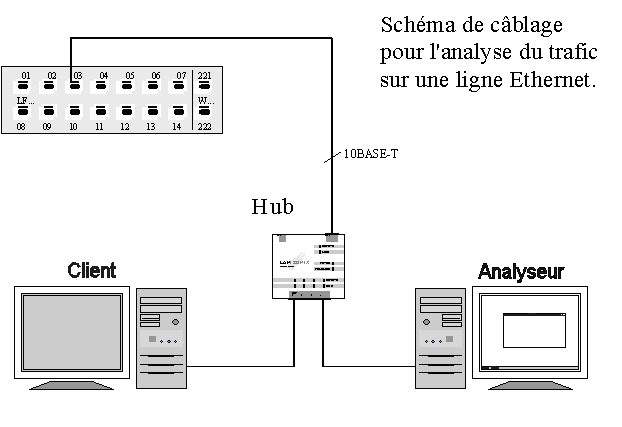 Schéma de câblage
pour l'analyse du trafic
sur une ligne Ethernet.
01 02 03 04 05 06 07 221
LF... W...
08 09 10 11 12 13 14 222
10BASE-T
Hub
Client
Analyseur